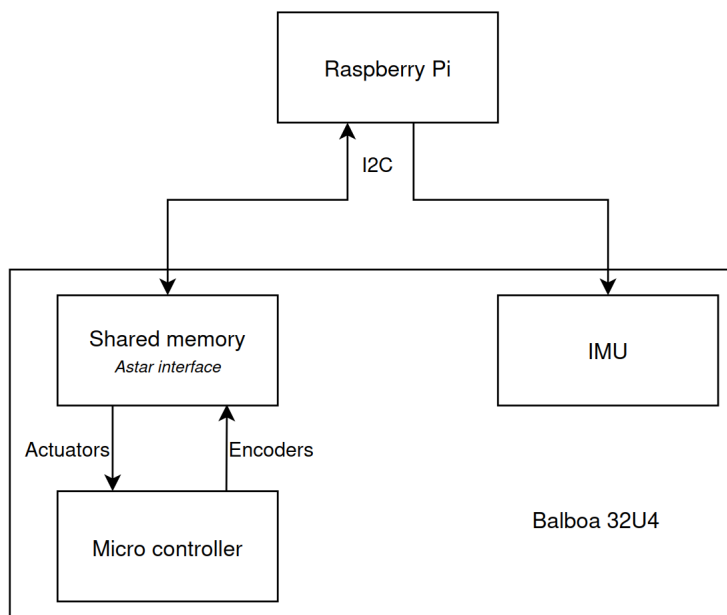 Raspberry Pi
I2C
Shared memory
Astar interface
IMU
Actuators
Encoders
Micro controller
Balboa 32U4